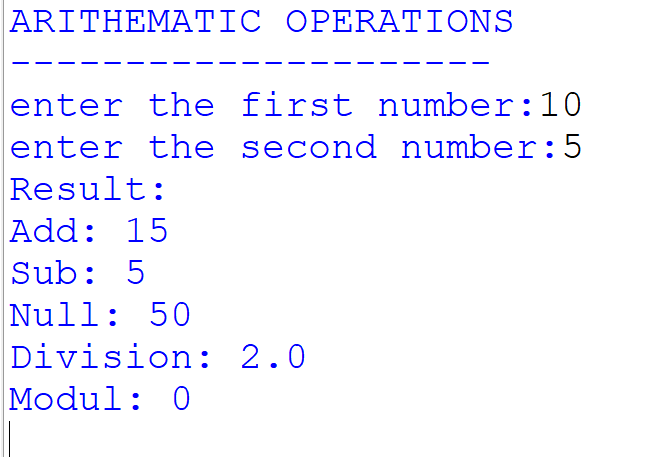 ARITHEMATIC OPERATIONS
---------------------
enter the first number:10
enter the second number:5
Result:
Add: 15
Sub: 5
Null: 50
Division: 2.0
Modul: 0